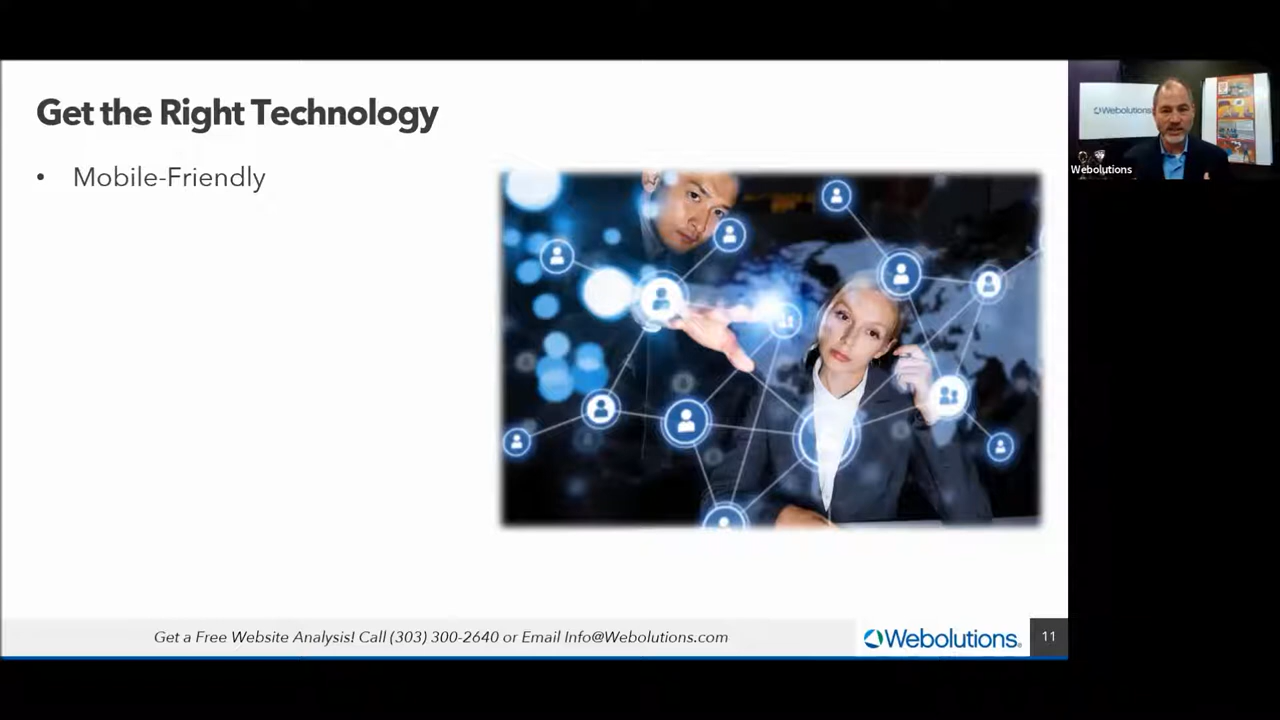 Get the Right Technology
• Mobile-Friendly
Webolutions
Webolutions
Get a Free Website Analysis! Call (303) 300-2640 or Email Info@Webolutions.com
Webolutions.
11